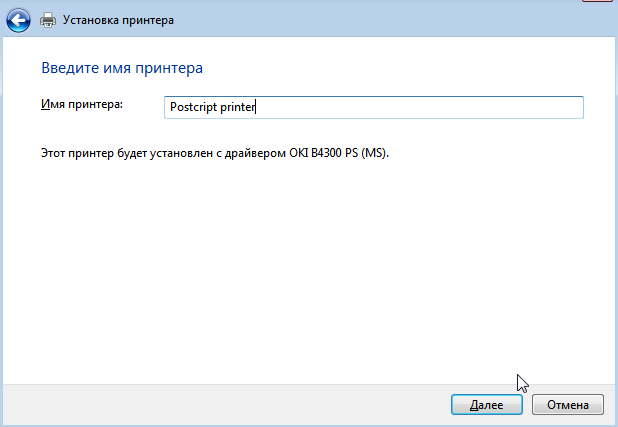 Установка принтера
Введите имя принтера
Имя принтера: Postcript printer
Этот принтер будет установлен с драйвером OKI B4300 PS (MS).
Далее Отмена